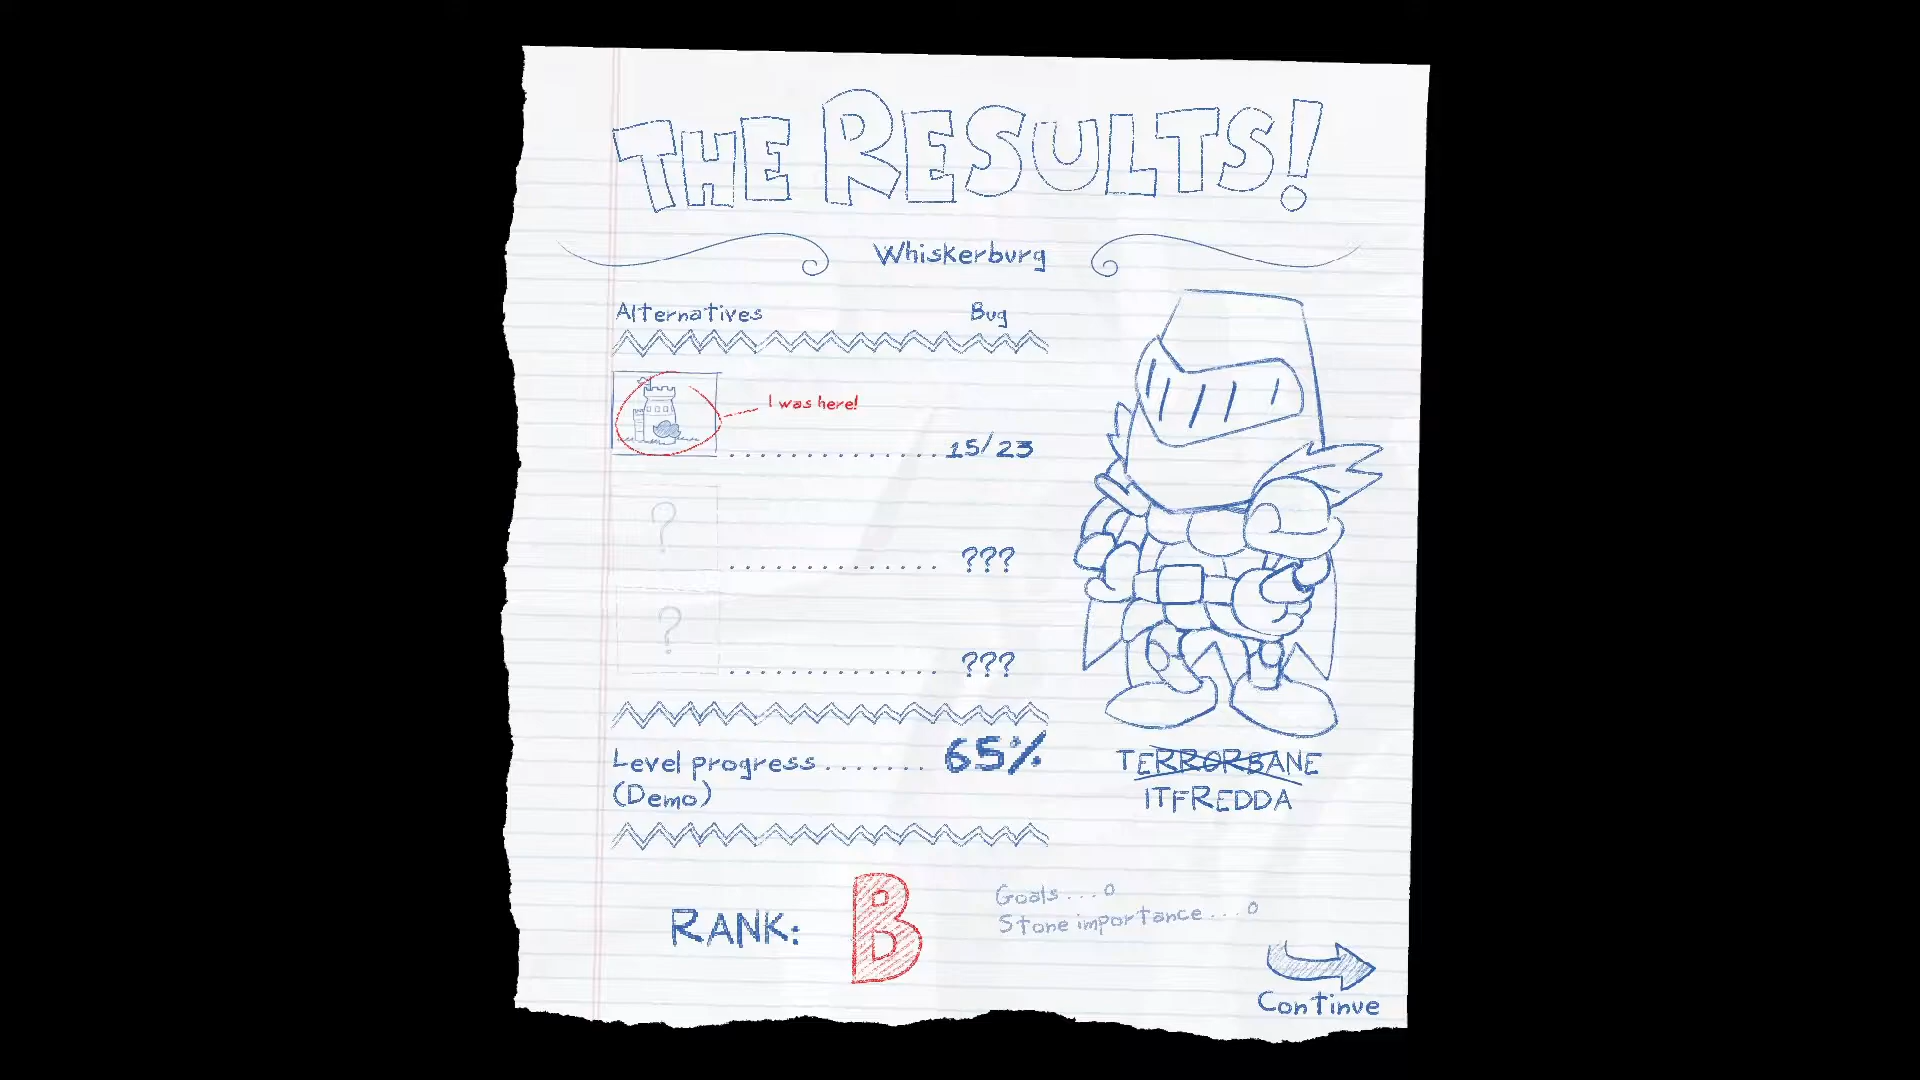 THE RESULTS!
Whiskerburg
Alternatives Bug
I was here!
..............15/23
?
..............???
?
..............???
Level progress.......65%
(Demo)
TERRORBANE
ITFREDDA
RANK: B
Goals....0
Stone importance...0
Continue